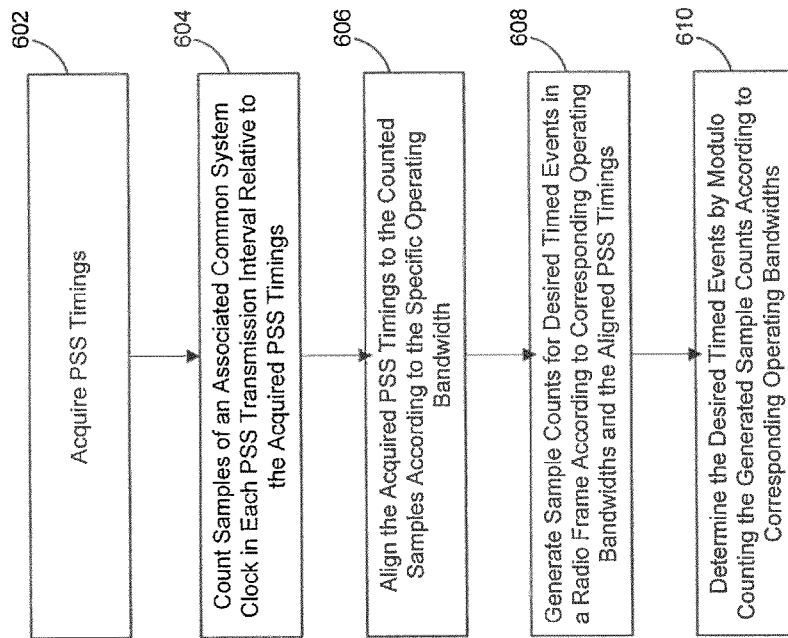 602
Acquire PSS Timings
604
Count Samples of an Associated Common System
Clock in Each PSS Transmission Interval Relative to
the Acquired PSS Timings
606
Align the Acquired PSS Timings to the Counted
Samples According to the Specific Operating
Bandwidth
608
Generate Sample Counts for Desired Timed Events in
a Radio Frame According to Corresponding Operating
Bandwidths and the Aligned PSS Timings
610
Determine the Desired Timed Events by Modulo
Counting the Generated Sample Counts According to
Corresponding Operating Bandwidths